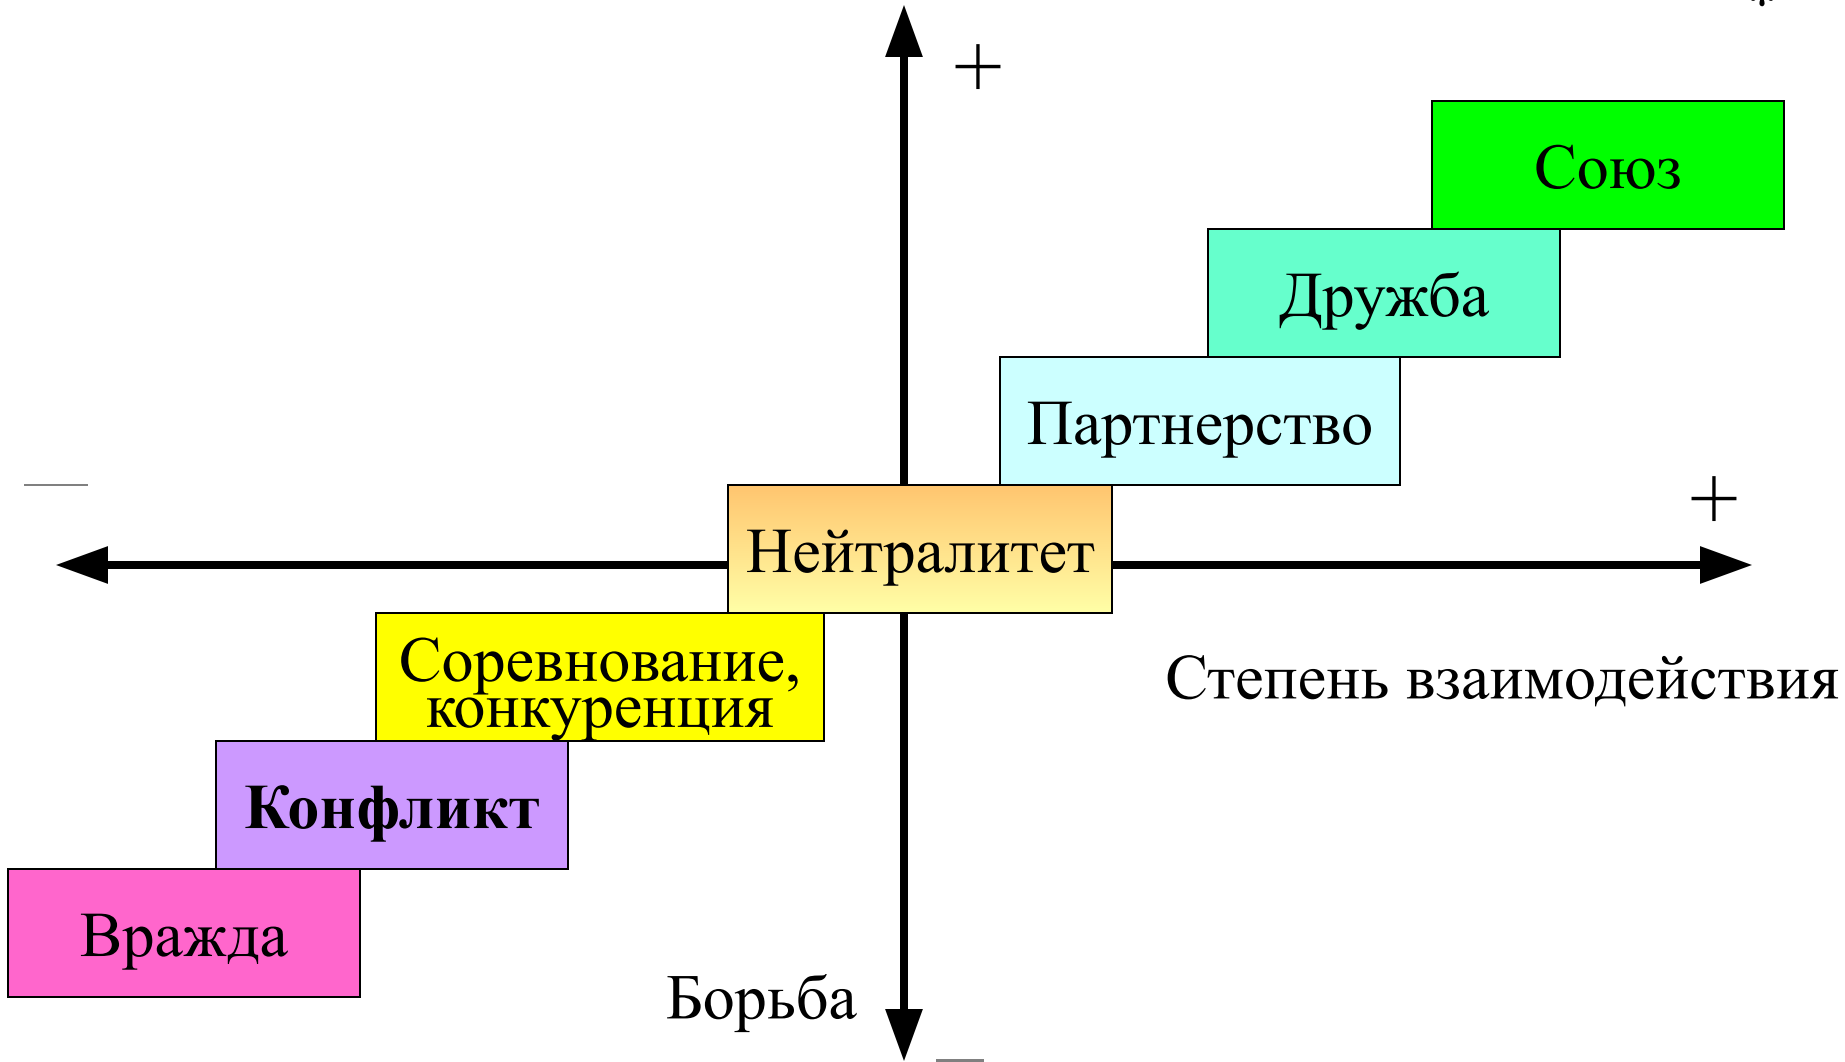 +
Союз
Дружба
Партнерство
— +
Нейтралитет
Соревнование,
конкуренция
Степень взаимодействия
Конфликт
Вражда
Борьба
—